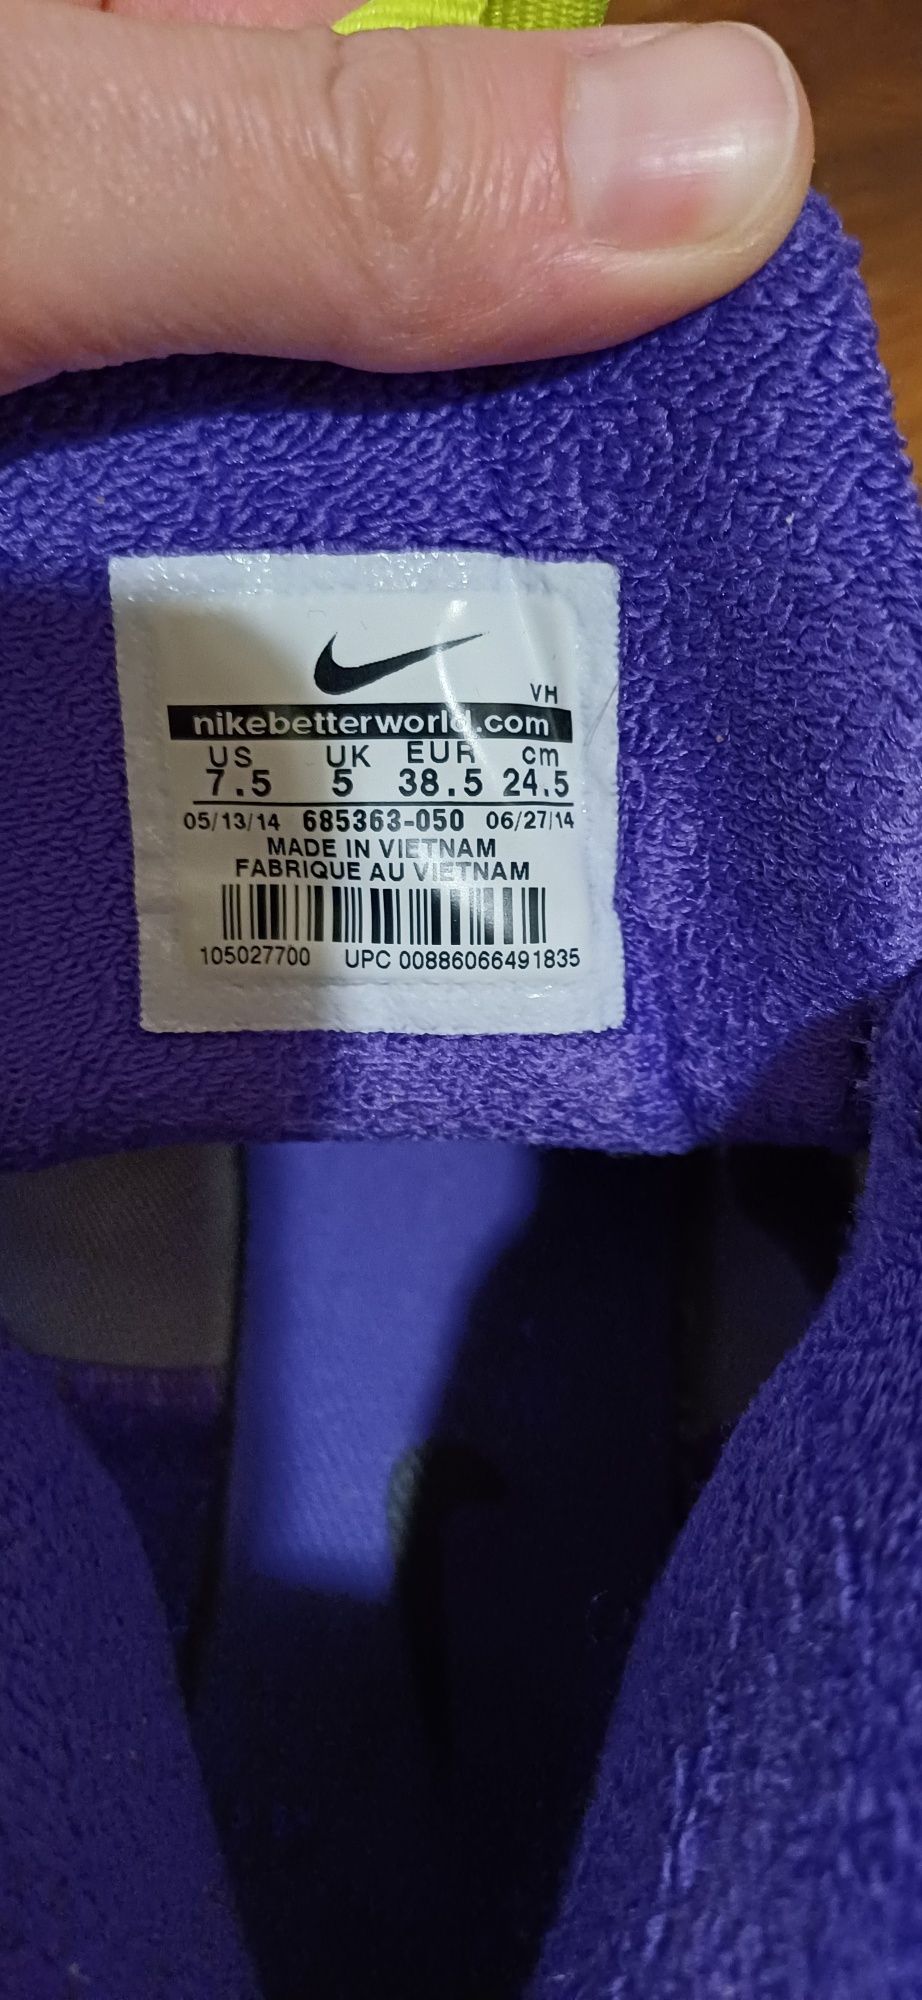 VH
nikebetterworld.com
US UK EUR cm
7.5 5 38.5 24.5
05/13/14 685363-050 06/27/14
MADE IN VIETNAM
FABRIQUE AU VIETNAM
105027700 UPC 00886066491835